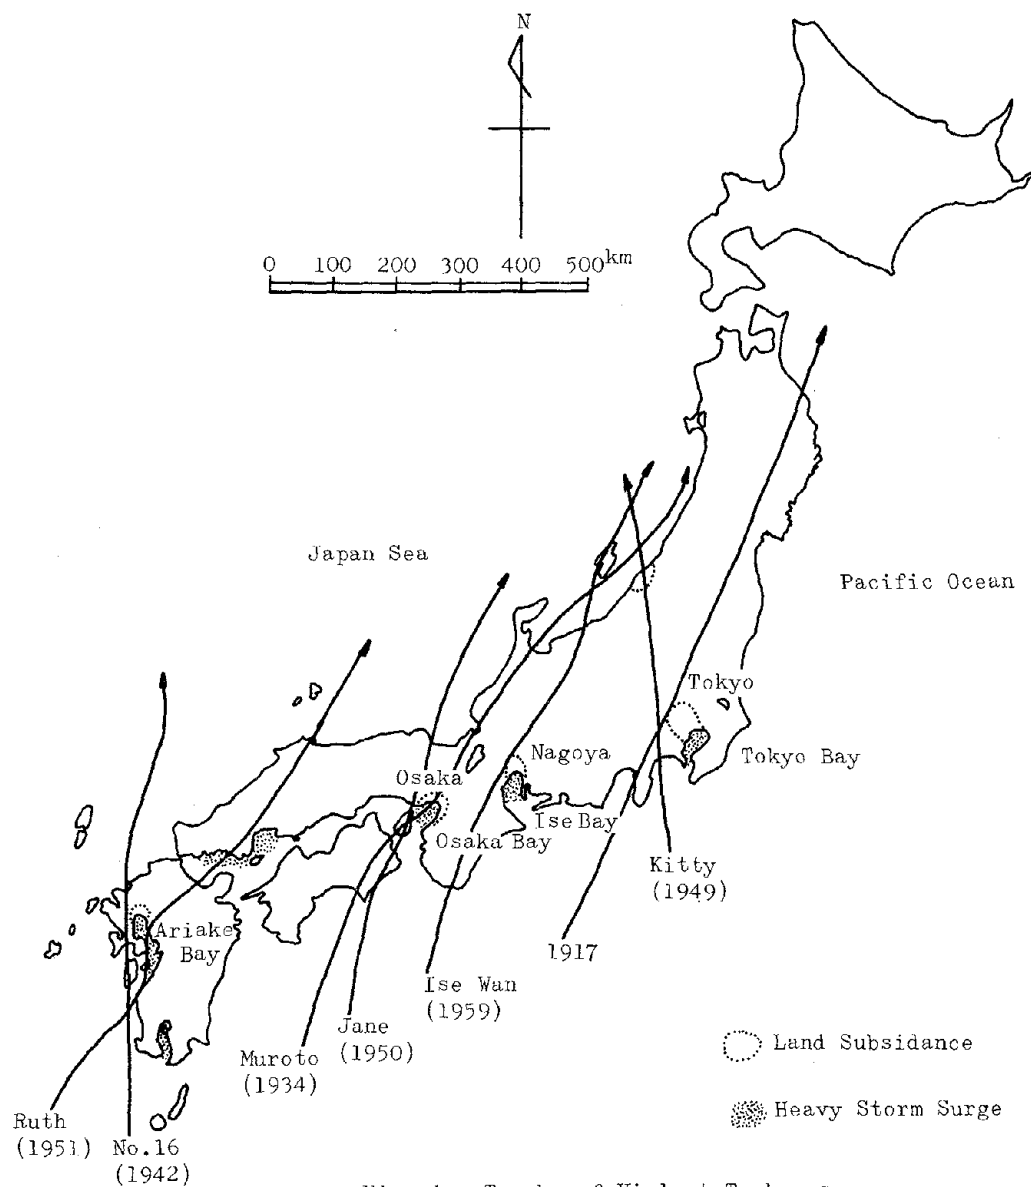 N
0 100 200 300 400 500 km
Japan Sea
Pacific Ocean
Tokyo
Tokyo Bay
Nagoya
Osaka
Ise Bay
Osaka Bay
Kitty
(1949)
Ariake
Bay
1917
Ise Wan
(1959)
Jane
(1950)
Muroto
(1934)
Land Subsidance
Heavy Storm Surge
Ruth
(1951)
No.16
(1942)